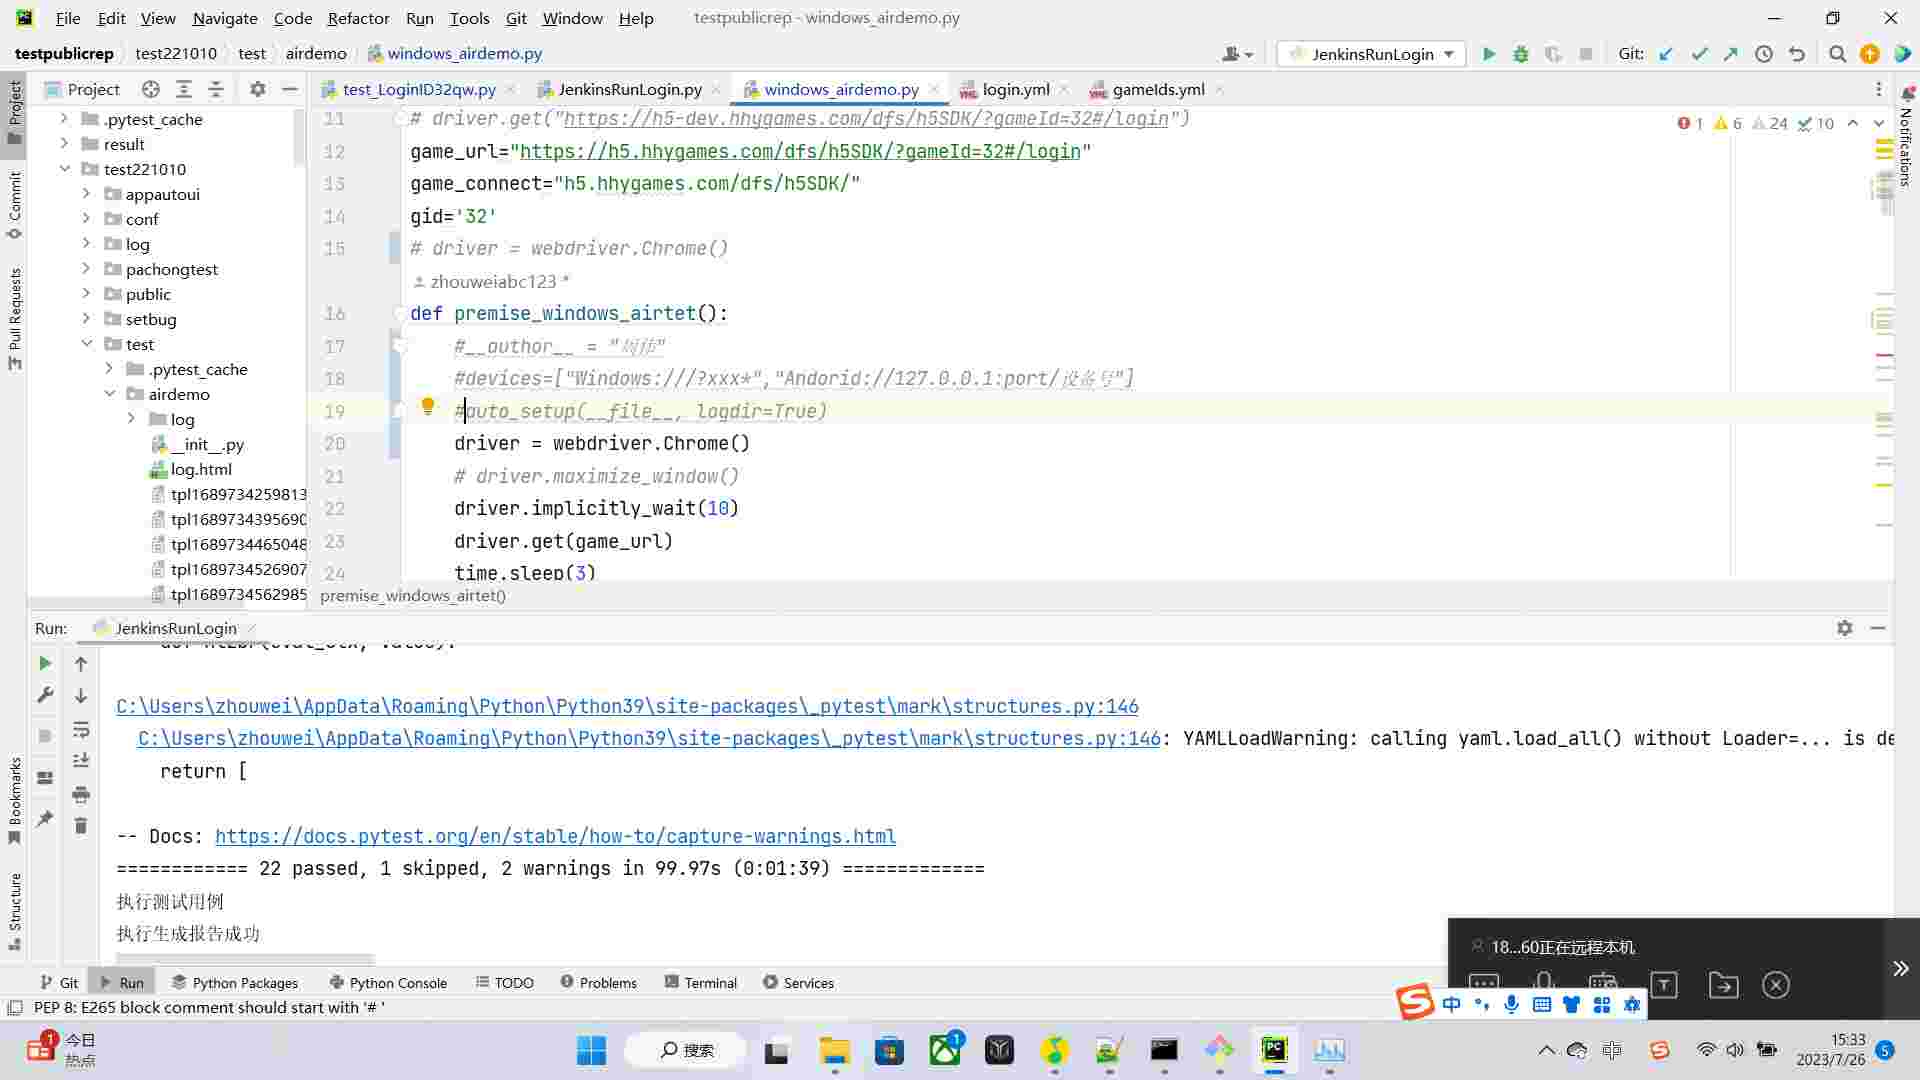 File Edit View Navigate Code Refactor Run Tools Git Window Help testpublicrep - windows_airdemo.py
testpublicrep test221010 test airdemo windows_airdemo.py JenkinsRunLogin Git:
Project test_LoginID32qw.py JenkinsRunLogin.py windows_airdemo.py login.yml gameIds.yml
Project
Commit
Pull Requests
Bookmarks
Structure
Notifications
.pytest_cache
result
test221010
appautoui
conf
log
pachongtest
public
setbug
test
.pytest_cache
airdemo
log
__init__.py
log.html
tpl1689734259813
tpl1689734395690
tpl1689734465048
tpl1689734526907
tpl1689734562985
1 6 24 10
11 # driver.get("https://h5-dev.hhygames.com/dfs/h5SDK/?gameId=32#/login")
12 game_url="https://h5.hhygames.com/dfs/h5SDK/?gameId=32#/login"
13 game_connect="h5.hhygames.com/dfs/h5SDK/"
14 gid='32'
15 # driver = webdriver.Chrome()
zhouweiabc123 *
16 def premise_windows_airtet():
17 #__author__ = "
18 #devices=["Windows:///?xxx*","Andorid://127.0.0.1:port/设备号"]
19 #auto_setup(__file__, logdir=True)
20 driver = webdriver.Chrome()
21 # driver.maximize_window()
22 driver.implicitly_wait(10)
23 driver.get(game_url)
24 time.sleep(3)
premise_windows_airtet()
Run: JenkinsRunLogin
C:\Users\zhouwei\AppData\Roaming\Python\Python39\site-packages\_pytest\mark\structures.py:146
C:\Users\zhouwei\AppData\Roaming\Python\Python39\site-packages\_pytest\mark\structures.py:146: YAMLLoadWarning: calling yaml.load_all() without Loader=... is de
return [
-- Docs: https://docs.pytest.org/en/stable/how-to/capture-warnings.html
============ 22 passed, 1 skipped, 2 warnings in 99.97s (0:01:39) =============
执行测试用例
执行生成报告成功
18...60正在远程本机
Git Run Python Packages Python Console TODO Problems Terminal Services
PEP 8: E265 block comment should start with '# '
中
1 今日
热点
搜索
1
中
15:33
2023/7/26
5